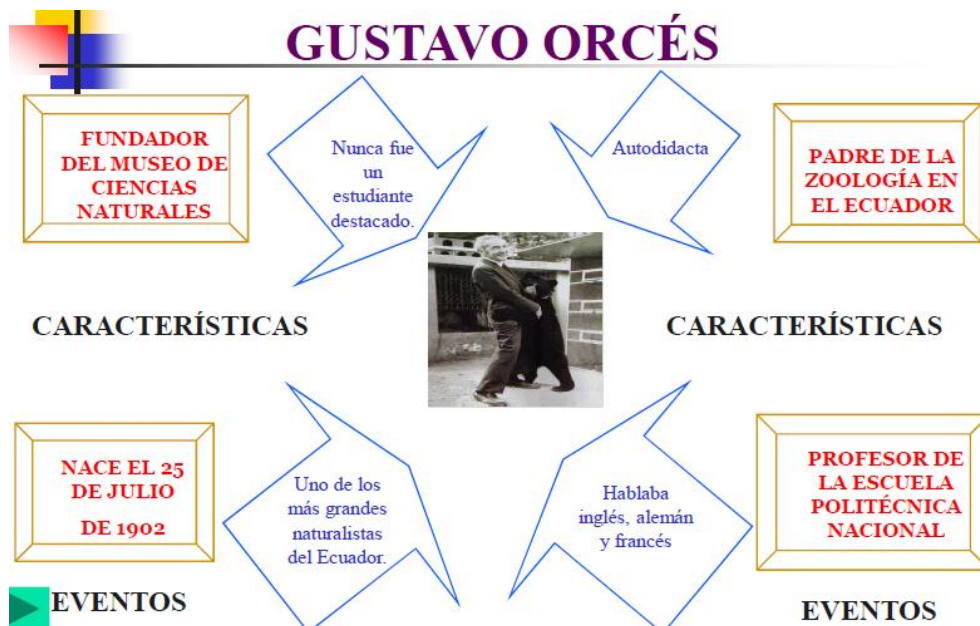 GUSTAVO ORCÉS
FUNDADOR
DEL MUSEO DE
CIENCIAS
NATURALES
Nunca fue
un
estudiante
destacado.
Autodidacta
PADRE DE LA
ZOOLOGÍA EN
EL ECUADOR
CARACTERÍSTICAS
CARACTERÍSTICAS
NACE EL 25
DE JULIO
DE 1902
Uno de los
más grandes
naturalistas
del Ecuador.
Hablaba
inglés, alemán
y francés
PROFESOR DE
LA ESCUELA
POLITÉCNICA
NACIONAL
EVENTOS
EVENTOS